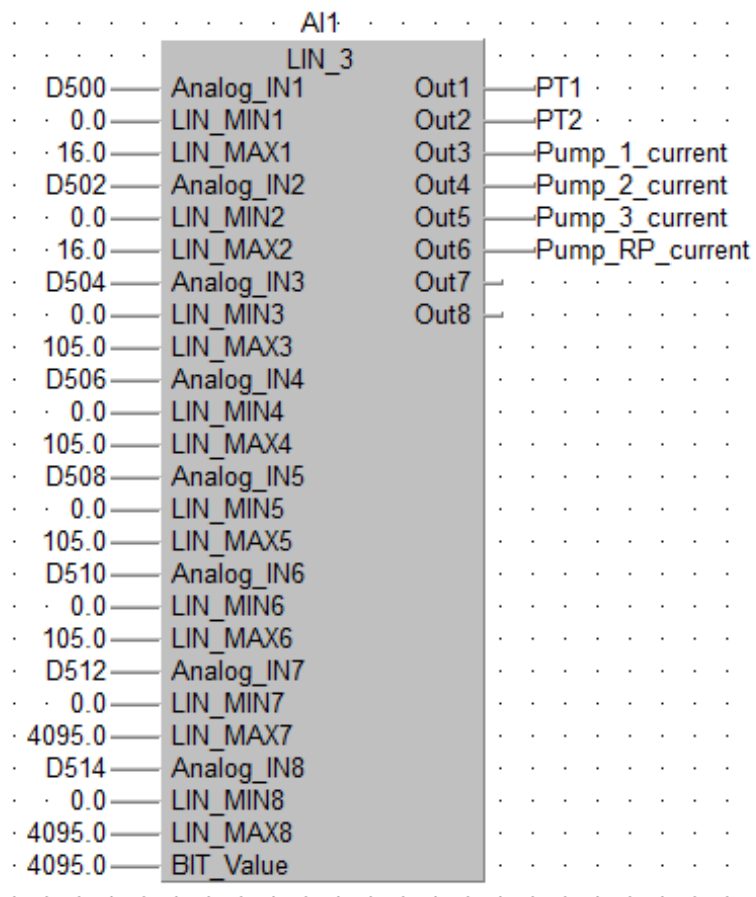 AI1
LIN_3
D500 Analog_IN1 Out1 PT1
0.0 LIN_MIN1 Out2 PT2
16.0 LIN_MAX1 Out3 Pump_1_current
D502 Analog_IN2 Out4 Pump_2_current
0.0 LIN_MIN2 Out5 Pump_3_current
16.0 LIN_MAX2 Out6 Pump_RP_current
D504 Analog_IN3 Out7
0.0 LIN_MIN3 Out8
105.0 LIN_MAX3
D506 Analog_IN4
0.0 LIN_MIN4
105.0 LIN_MAX4
D508 Analog_IN5
0.0 LIN_MIN5
105.0 LIN_MAX5
D510 Analog_IN6
0.0 LIN_MIN6
105.0 LIN_MAX6
D512 Analog_IN7
0.0 LIN_MIN7
4095.0 LIN_MAX7
D514 Analog_IN8
0.0 LIN_MIN8
4095.0 LIN_MAX8
4095.0 BIT_Value